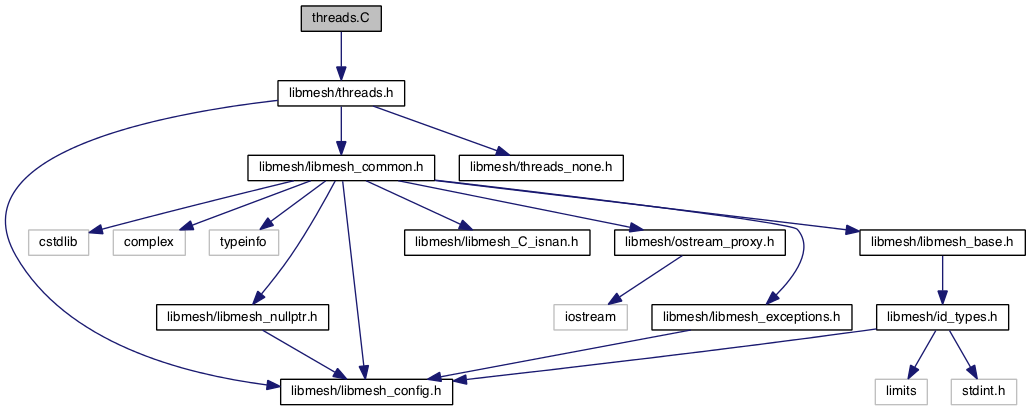 threads.C
libmesh/threads.h
libmesh/libmesh_common.h
libmesh/threads_none.h
cstdlib
complex
typeinfo
libmesh/libmesh_C_isnan.h
libmesh/ostream_proxy.h
libmesh/libmesh_base.h
libmesh/libmesh_nullptr.h
iostream
libmesh/libmesh_exceptions.h
libmesh/id_types.h
libmesh/libmesh_config.h
limits
stdint.h